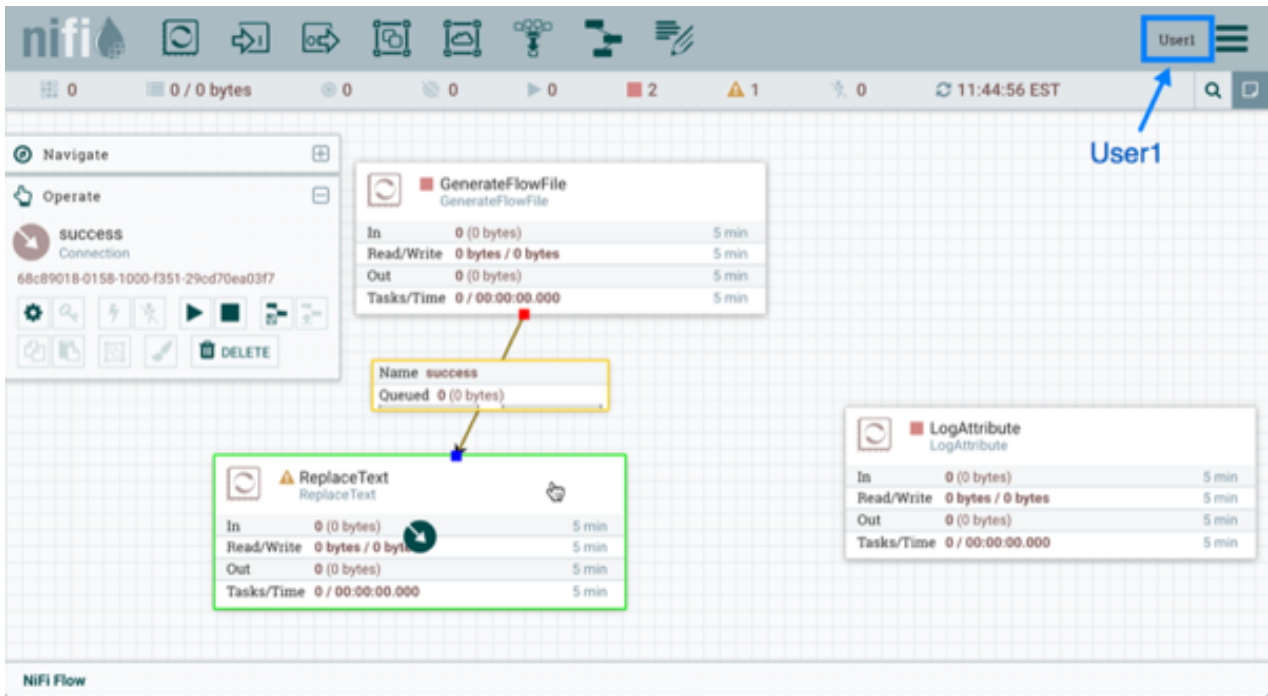 nifi
User1
0 0 / 0 bytes 0 0 0 2 1 0 11:44:56 EST
User1
Navigate
Operate
success
Connection
68c89018-0158-1000-f351-29cd70ea03f7
DELETE
GenerateFlowFile
GenerateFlowFile
In 0 (0 bytes) 5 min
Read/Write 0 bytes / 0 bytes 5 min
Out 0 (0 bytes) 5 min
Tasks/Time 0 / 00:00:00.000 5 min
Name success
Queued 0 (0 bytes)
ReplaceText
ReplaceText
In 0 (0 bytes) 5 min
Read/Write 0 bytes / 0 5 min
Out 0 (0 bytes) 5 min
Tasks/Time 0 / 00:00:00.000 5 min
LogAttribute
LogAttribute
In 0 (0 bytes) 5 min
Read/Write 0 bytes / 0 bytes 5 min
Out 0 (0 bytes) 5 min
Tasks/Time 0 / 00:00:00.000 5 min
NiFi Flow